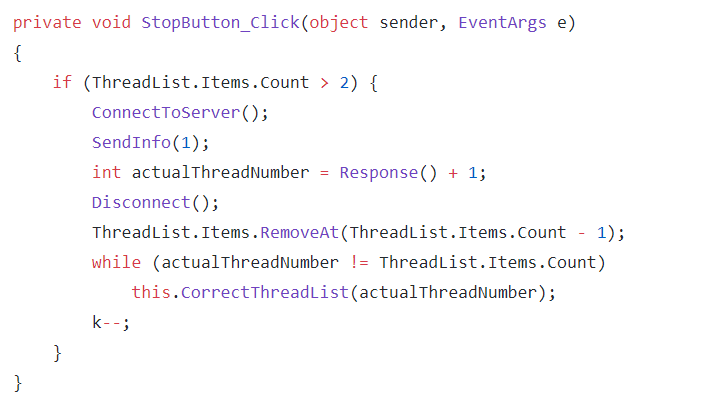 private void StopButton_Click(object sender, EventArgs e)
{
    if (ThreadList.Items.Count > 2) {
        ConnectToServer();
        SendInfo(1);
        int actualThreadNumber = Response() + 1;
        Disconnect();
        ThreadList.Items.RemoveAt(ThreadList.Items.Count - 1);
        while (actualThreadNumber != ThreadList.Items.Count)
            this.CorrectThreadList(actualThreadNumber);
        k--;
    }
}